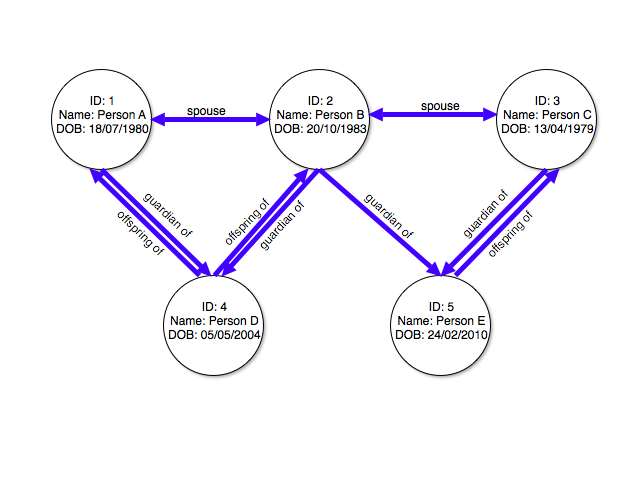 ID: 1
Name: Person A
DOB: 18/07/1980
spouse
ID: 2
Name: Person B
DOB: 20/10/1983
spouse
ID: 3
Name: Person C
DOB: 13/04/1979
guardian of
offspring of
offspring of
guardian of
guardian of
guardian of
offspring of
ID: 4
Name: Person D
DOB: 05/05/2004
ID: 5
Name: Person E
DOB: 24/02/2010